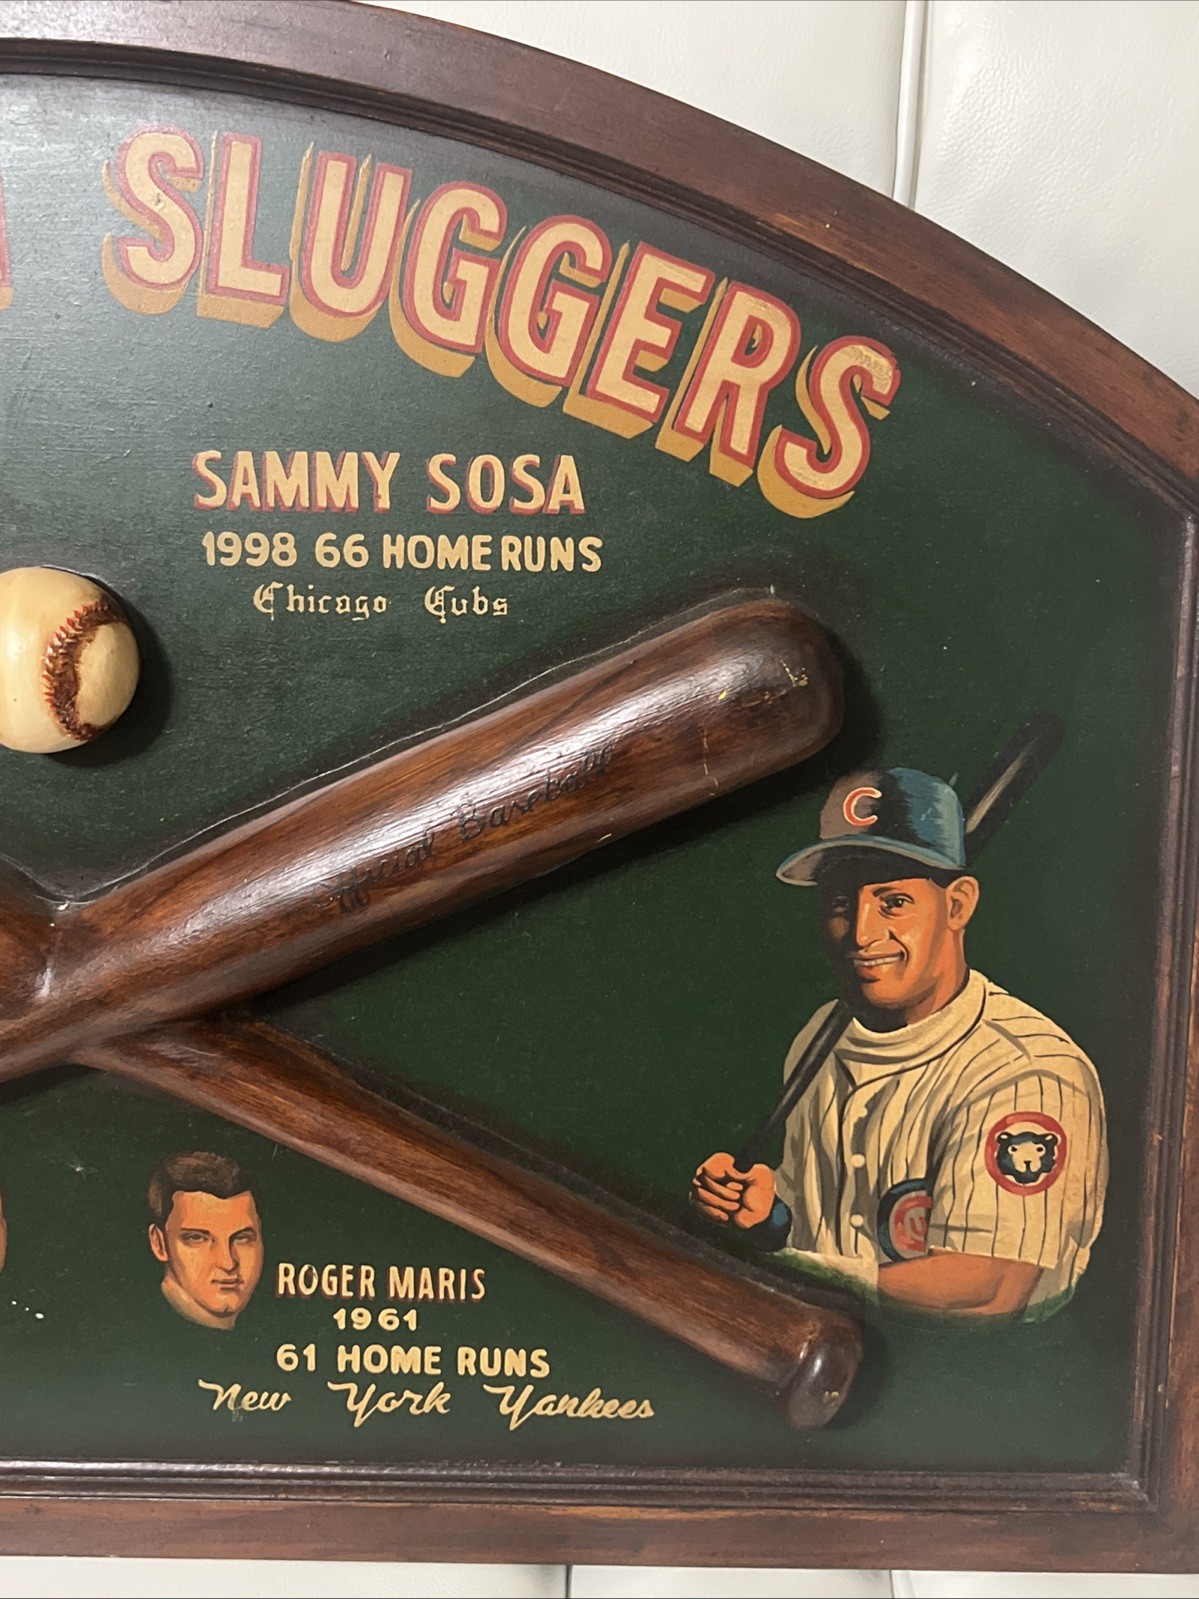 SLUGGERS
SAMMY SOSA
1998 66 HOME RUNS
Chicago Cubs
Official Baseball
C
ROGER MARIS
1961
61 HOME RUNS
New York Yankees